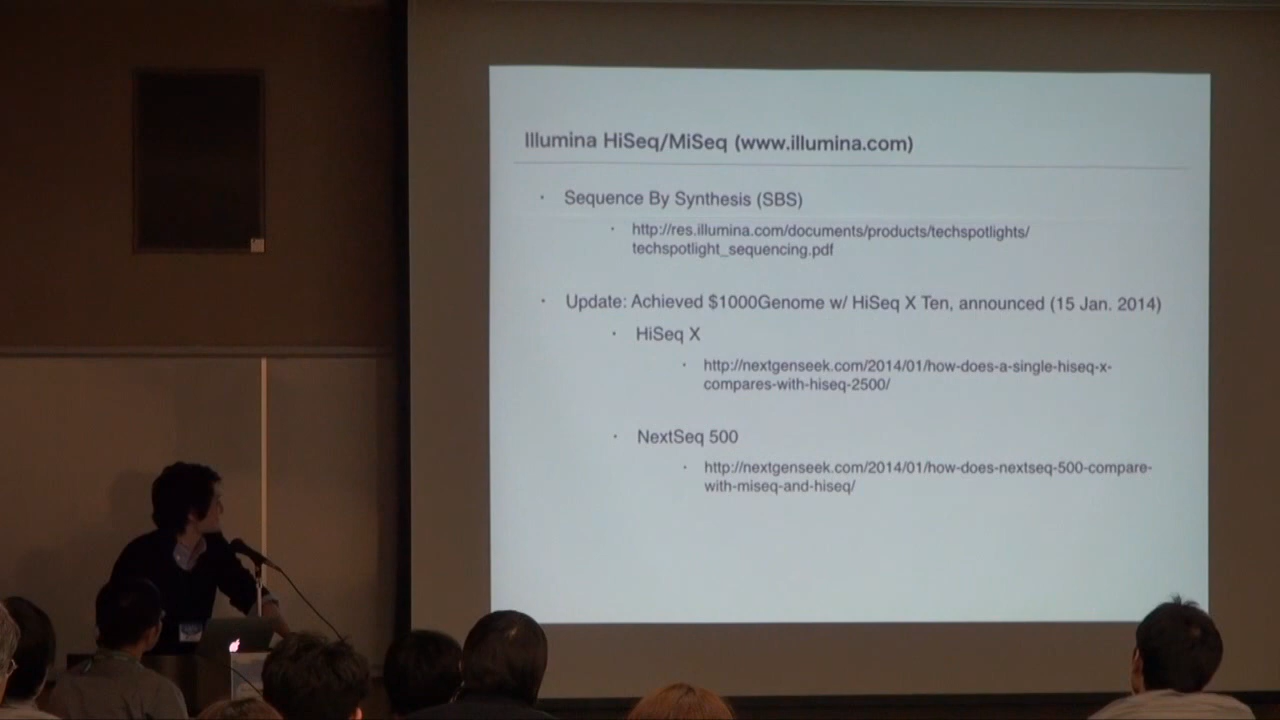 Illumina HiSeq/MiSeq (www.illumina.com)
· Sequence By Synthesis (SBS)
· http://res.illumina.com/documents/products/techspotlights/
techspotlight_sequencing.pdf
· Update: Achieved $1000Genome w/ HiSeq X Ten, announced (15 Jan. 2014)
· HiSeq X
· http://nextgenseek.com/2014/01/how-does-a-single-hiseq-x-
compares-with-hiseq-2500/
· NextSeq 500
· http://nextgenseek.com/2014/01/how-does-nextseq-500-compare-
with-miseq-and-hiseq/